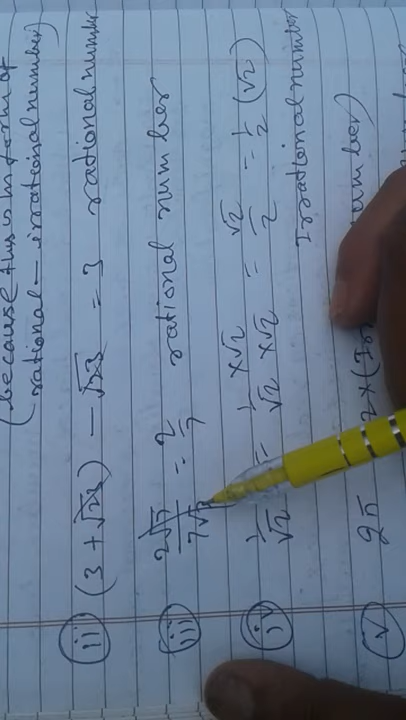 (because this is in form of
rational – irrational number)
(ii) (3 + √23) – √23 = 3 rational number
(iii) 2√7 / 7√7 = 2/7 rational number
(iv) 1/√2 = 1/√2 × √2/√2 = √2/2 = 1/2 (√2)
Irrational number
(v) 2π